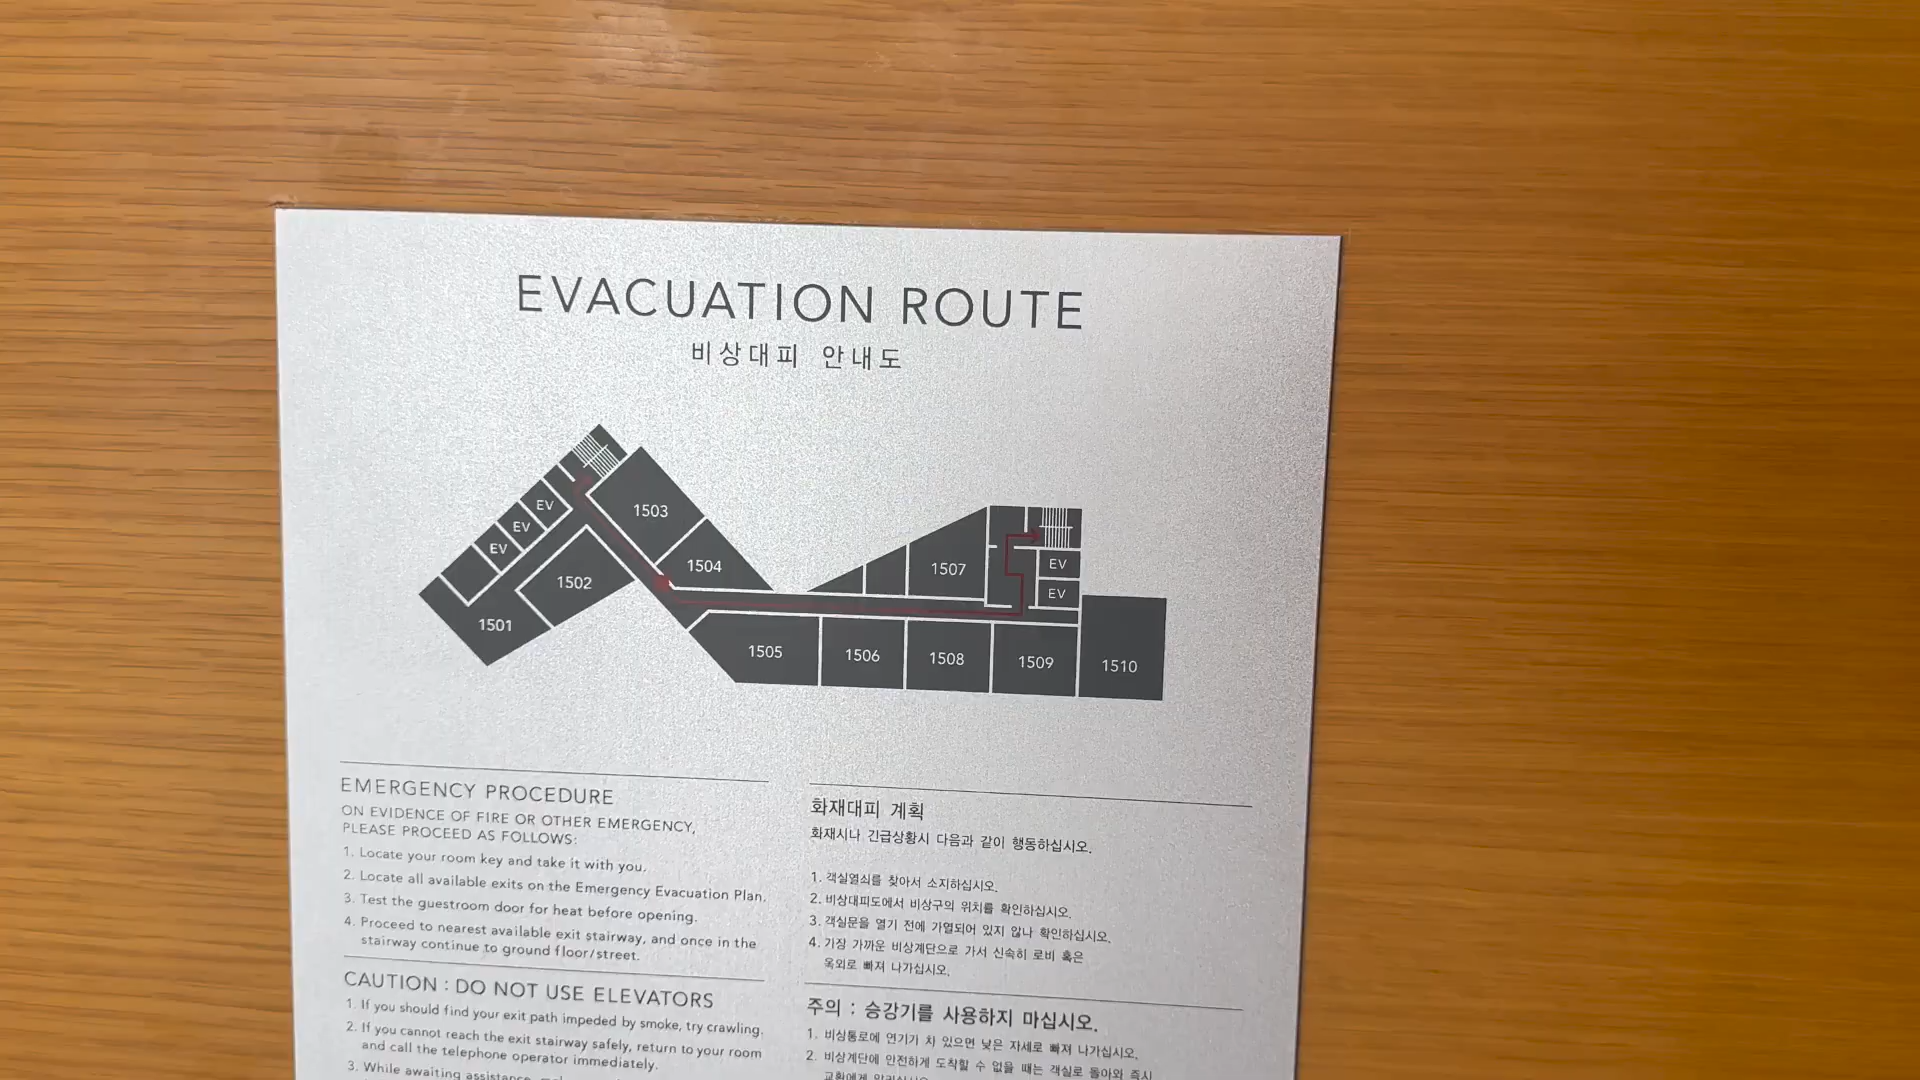 EVACUATION ROUTE
비상대피 안내도
EV
EV
EV
1503
1504
1502
1501
1507
EV
EV
1505
1506
1508
1509
1510
EMERGENCY PROCEDURE
ON EVIDENCE OF FIRE OR OTHER EMERGENCY,
PLEASE PROCEED AS FOLLOWS:
1. Locate your room key and take it with you.
2. Locate all available exits on the Emergency Evacuation Plan.
3. Test the guestroom door for heat before opening.
4. Proceed to nearest available exit stairway, and once in the
stairway continue to ground floor/street.
CAUTION : DO NOT USE ELEVATORS
1. If you should find your exit path impeded by smoke, try crawling.
2. If you cannot reach the exit stairway safely, return to your room
and call the telephone operator immediately.
3. While awaiting assistance,
화재대피 계획
화재시나 긴급상황시 다음과 같이 행동하십시오.
1. 객실열쇠를 찾아서 소지하십시오.
2. 비상대피도에서 비상구의 위치를 확인하십시오.
3. 객실문을 열기 전에 가열되어 있지 않나 확인하십시오.
4. 기장 가까운 비상계단으로 가서 신속히 로비 혹은
옥외로 빠져 나가십시오.
주의 : 승강기를 사용하지 마십시오.
1. 비상통로에 연기가 치 있으면 낮은 자세로 빠져 나가십시오.
2. 비상계단에 안전하게 도착할 수 없을 때는 객실로 돌아와 즉시